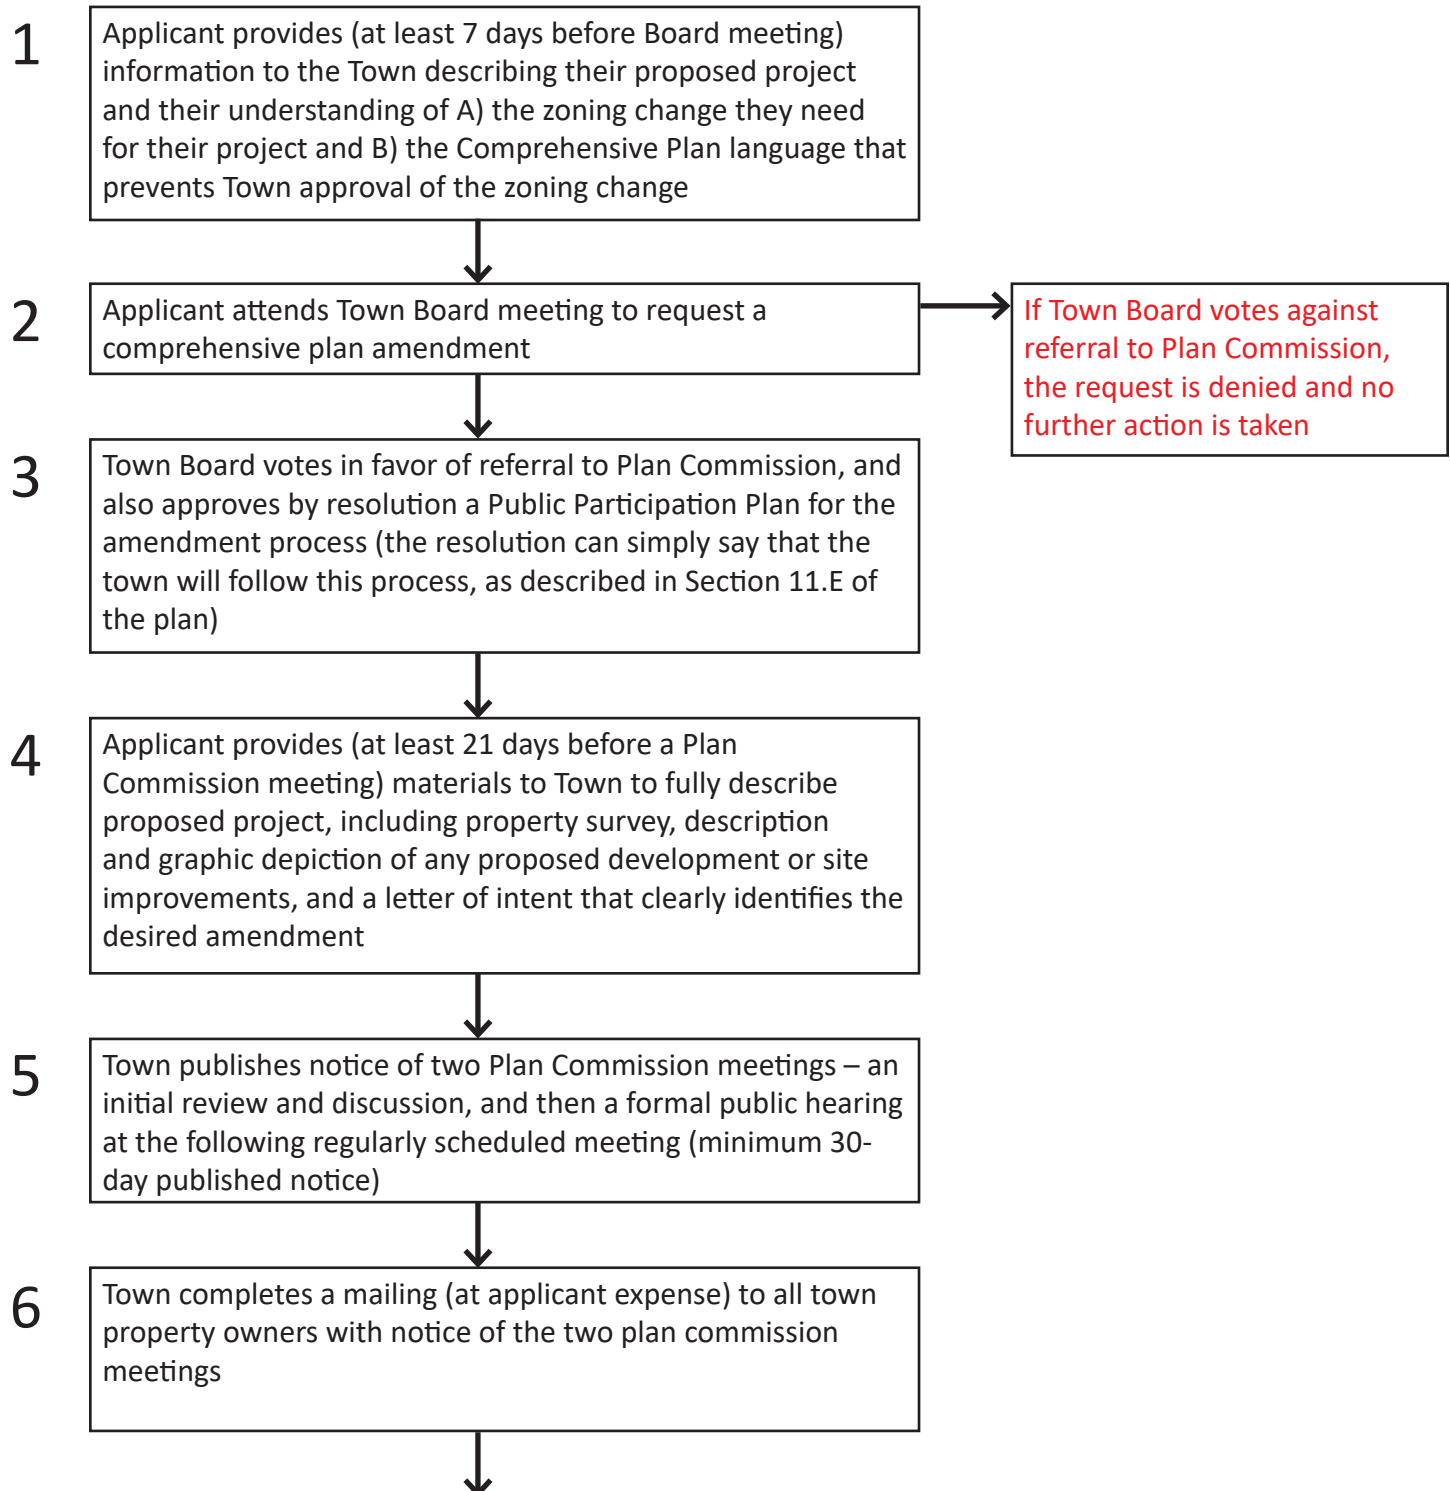 1
Applicant provides (at least 7 days before Board meeting)
information to the Town describing their proposed project
and their understanding of A) the zoning change they need
for their project and B) the Comprehensive Plan language that
prevents Town approval of the zoning change
2
Applicant attends Town Board meeting to request a
comprehensive plan amendment
If Town Board votes against
referral to Plan Commission,
the request is denied and no
further action is taken
3
Town Board votes in favor of referral to Plan Commission, and
also approves by resolution a Public Participation Plan for the
amendment process (the resolution can simply say that the
town will follow this process, as described in Section 11.E of
the plan)
4
Applicant provides (at least 21 days before a Plan
Commission meeting) materials to Town to fully describe
proposed project, including property survey, description
and graphic depiction of any proposed development or site
improvements, and a letter of intent that clearly identifies the
desired amendment
5
Town publishes notice of two Plan Commission meetings – an
initial review and discussion, and then a formal public hearing
at the following regularly scheduled meeting (minimum 30-
day published notice)
6
Town completes a mailing (at applicant expense) to all town
property owners with notice of the two plan commission
meetings